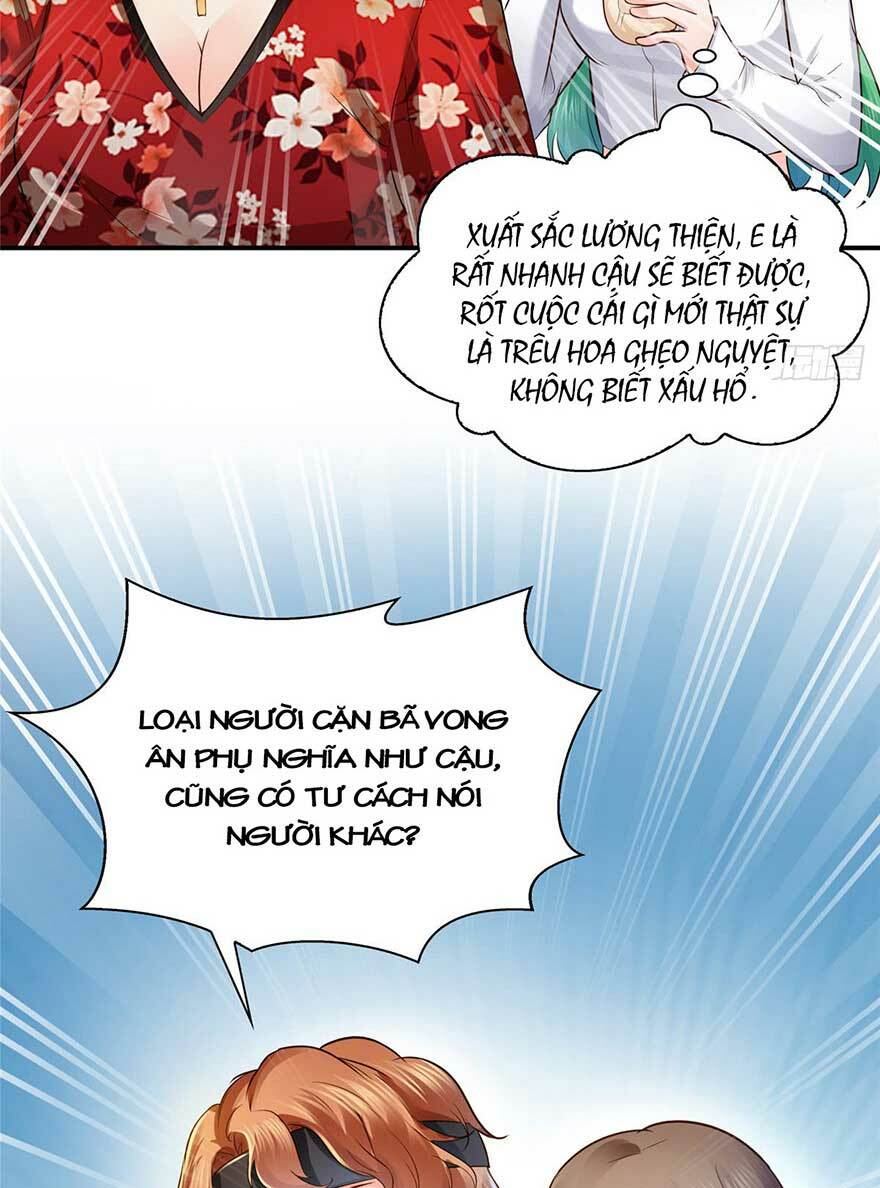 XUẤT SẮC LƯƠNG THIỆN, E LÀ
RẤT NHANH CẬU SẼ BIẾT ĐƯỢC,
RỐT CUỘC CÁI GÌ MỚI THẬT SỰ
LÀ TRÊU HOA GHẸO NGUYỆT,
KHÔNG BIẾT XẤU HỔ.
LOẠI NGƯỜI CẶN BÃ VONG
ÂN PHỤ NGHĨA NHƯ CẬU,
CŨNG CÓ TƯ CÁCH NÓI
NGƯỜI KHÁC?